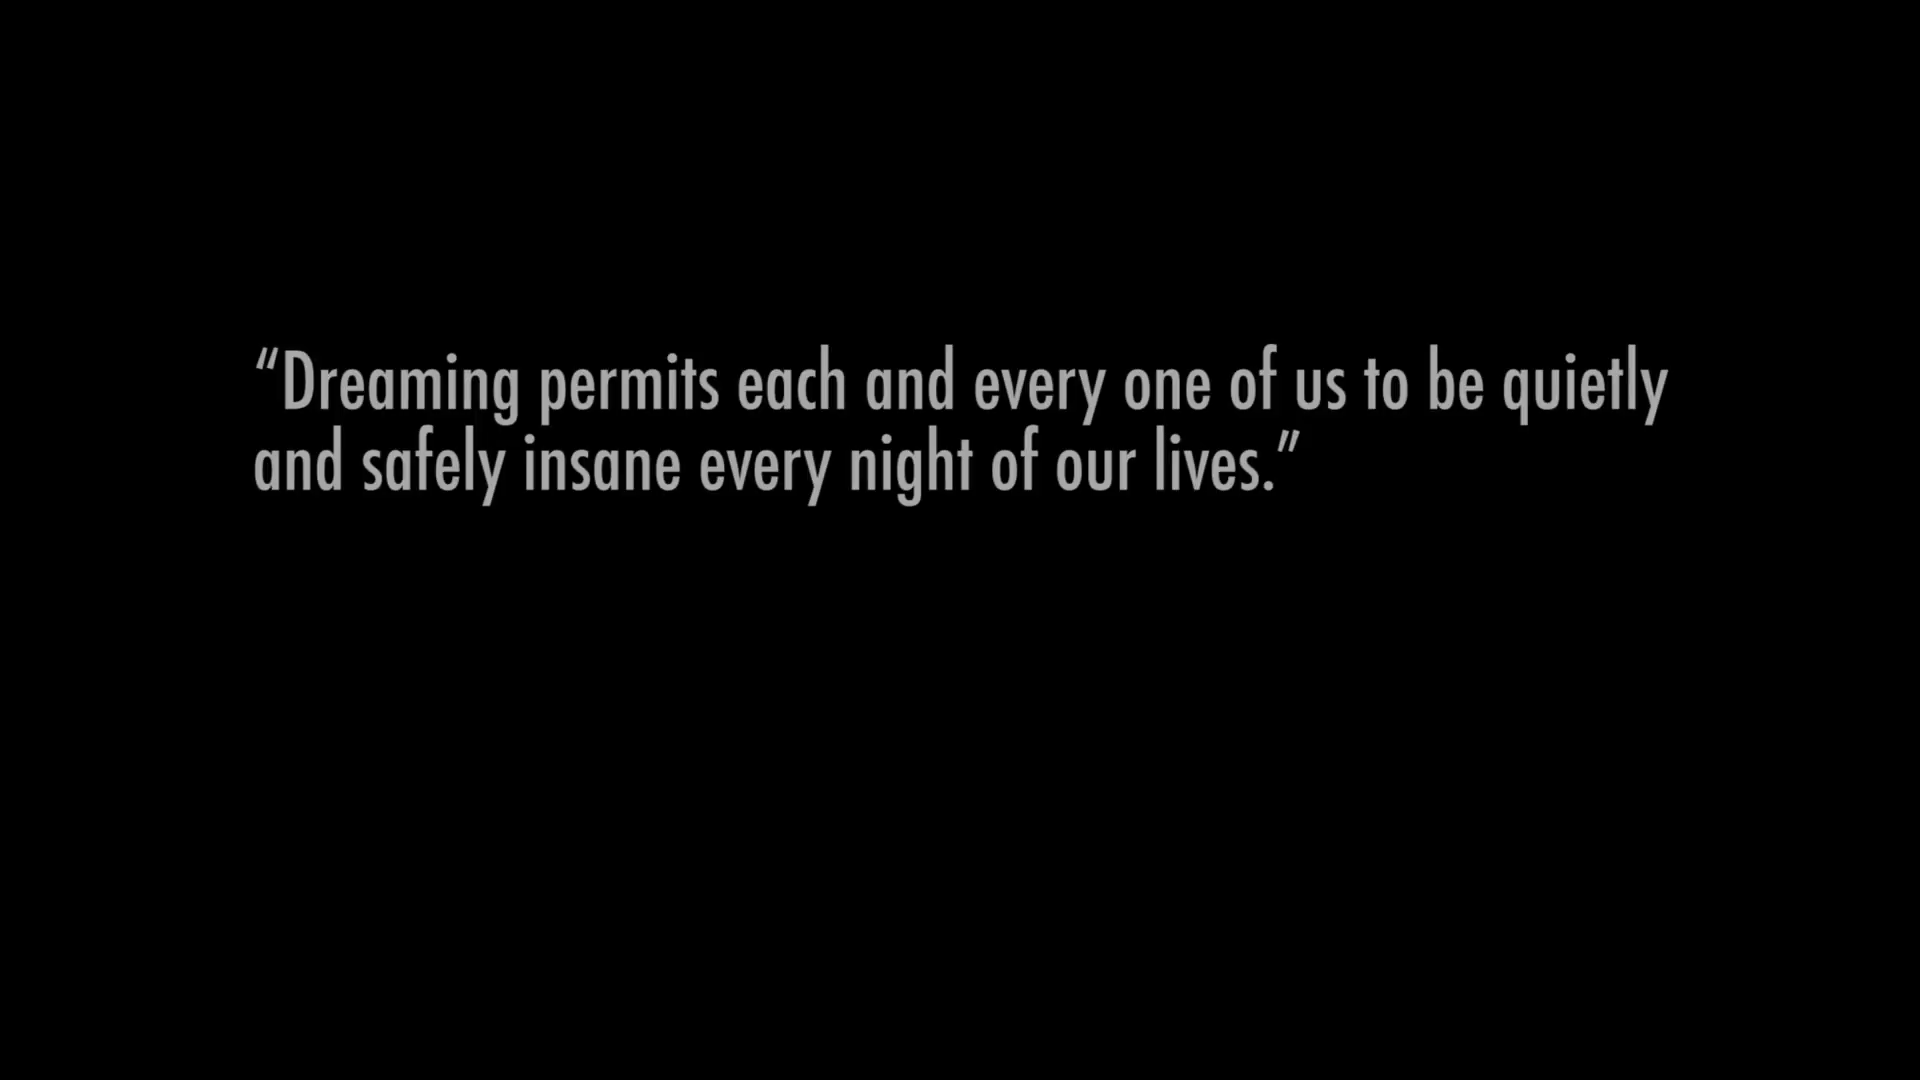 “Dreaming permits each and every one of us to be quietly
and safely insane every night of our lives.”